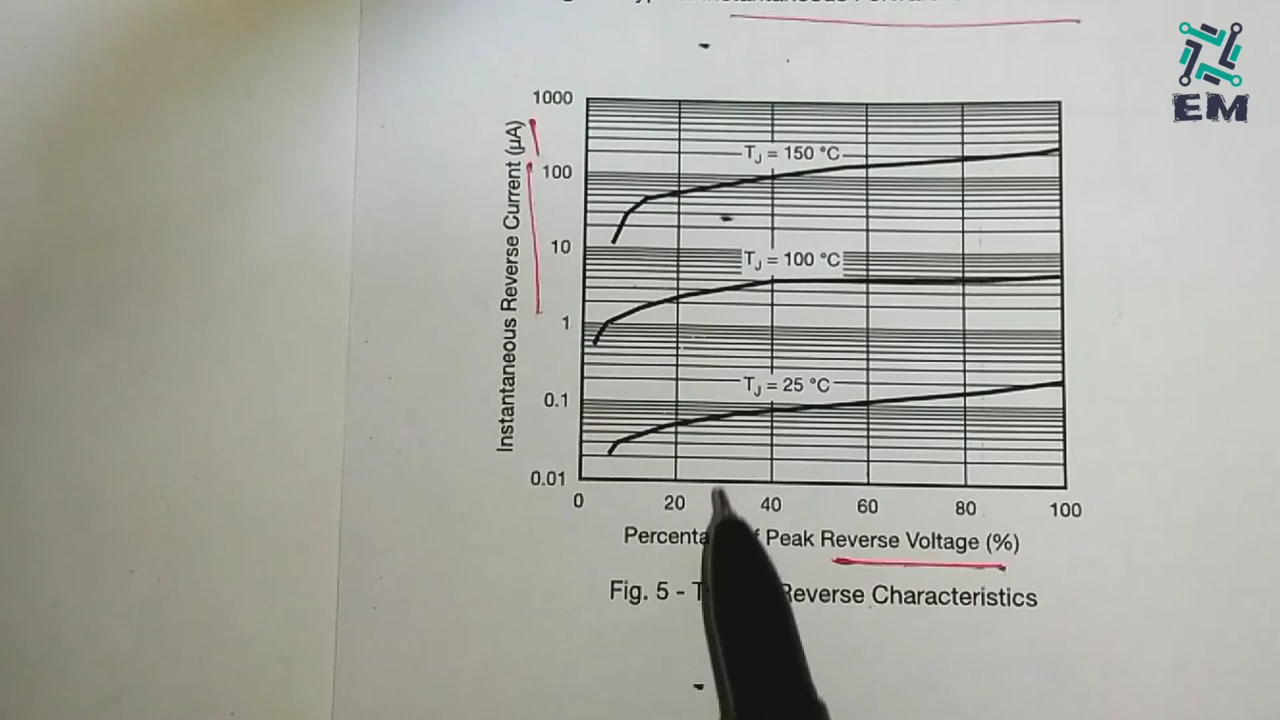 EM
1000
100
10
1
0.1
0.01
Instantaneous Reverse Current (µA)
TJ = 150 °C
TJ = 100 °C
TJ = 25 °C
0 20 40 60 80 100
Peak Reverse Voltage (%)
Fig. 5 - Reverse Characteristics